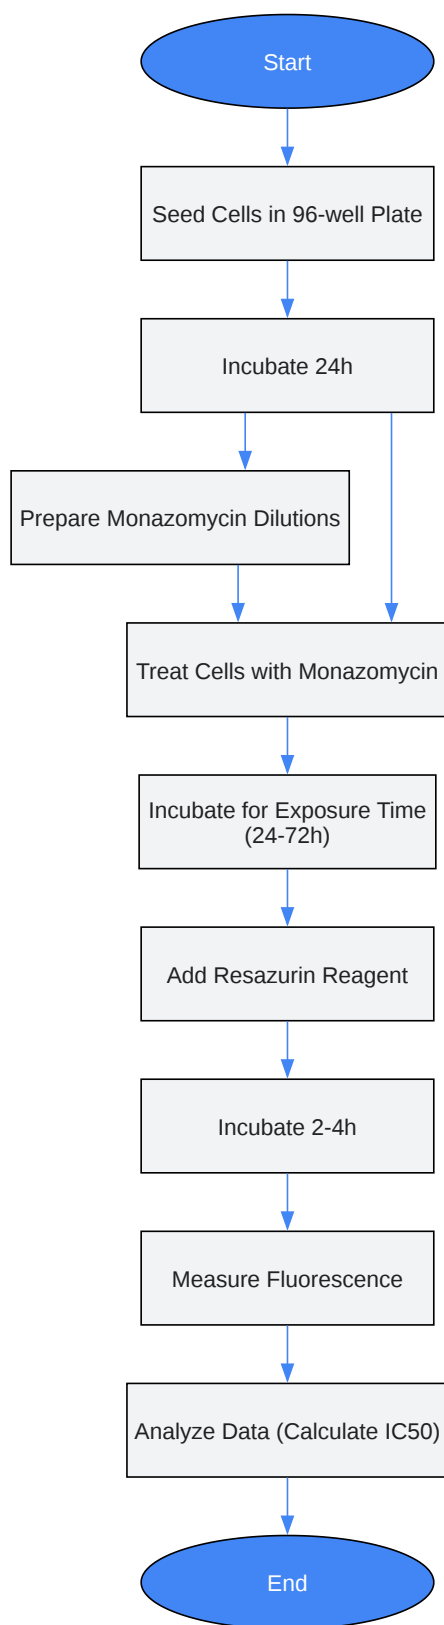 Start
Seed Cells in 96-well Plate
Incubate 24h
Prepare Monazomycin Dilutions
Treat Cells with Monazomycin
Incubate for Exposure Time
(24-72h)
Add Resazurin Reagent
Incubate 2-4h
Measure Fluorescence
Analyze Data (Calculate IC50)
End